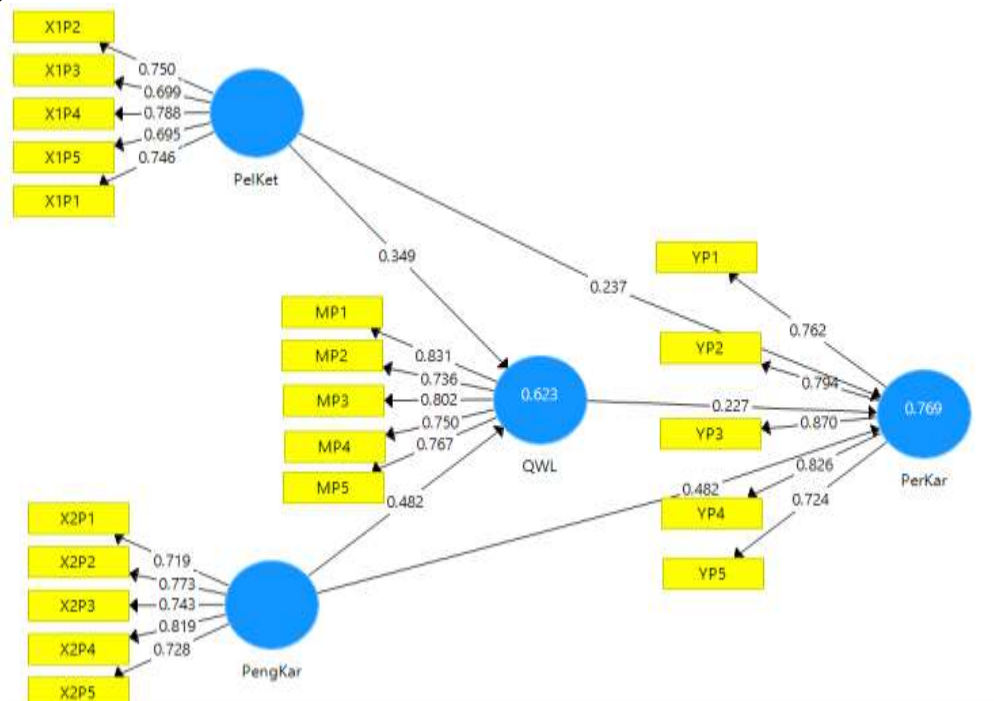 X1P2
X1P3
X1P4
X1P5
X1P1
0.750
0.699
0.788
0.695
0.746
PelKet
0.349
0.237
MP1
MP2
MP3
MP4
MP5
0.831
0.736
0.802
0.750
0.767
0.623
QWL
0.227
0.482
0.482
YP1
YP2
YP3
YP4
YP5
0.762
0.794
0.870
0.826
0.724
0.769
PerKar
X2P1
X2P2
X2P3
X2P4
X2P5
0.719
0.773
0.743
0.819
0.728
PengKar